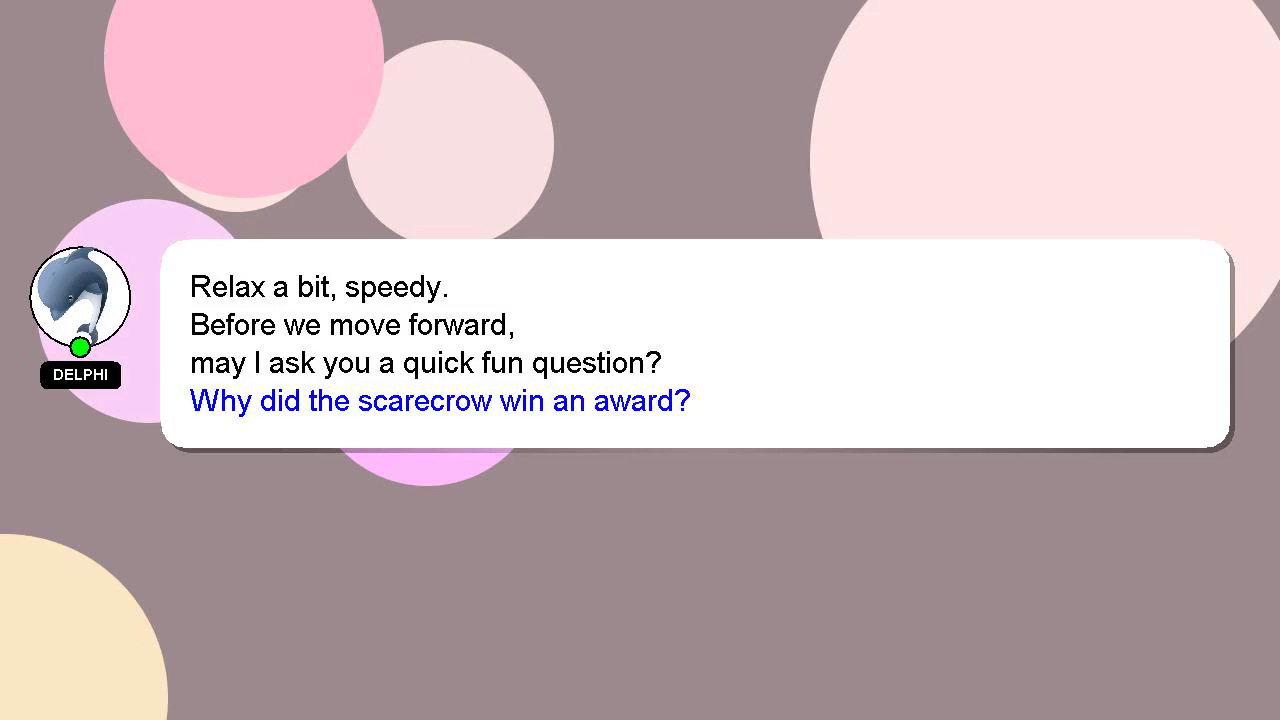 Relax a bit, speedy.
Before we move forward,
may I ask you a quick fun question?
Why did the scarecrow win an award?
DELPHI